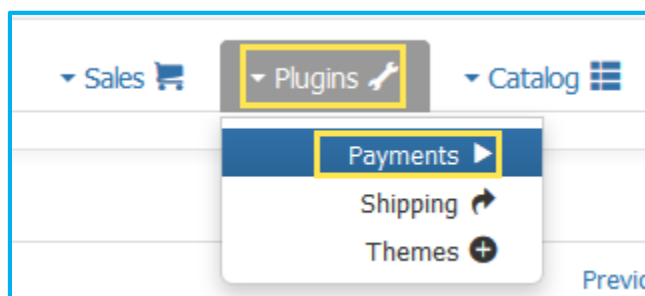 Sales Plugins Catalog
Payments
Shipping
Themes
Previ